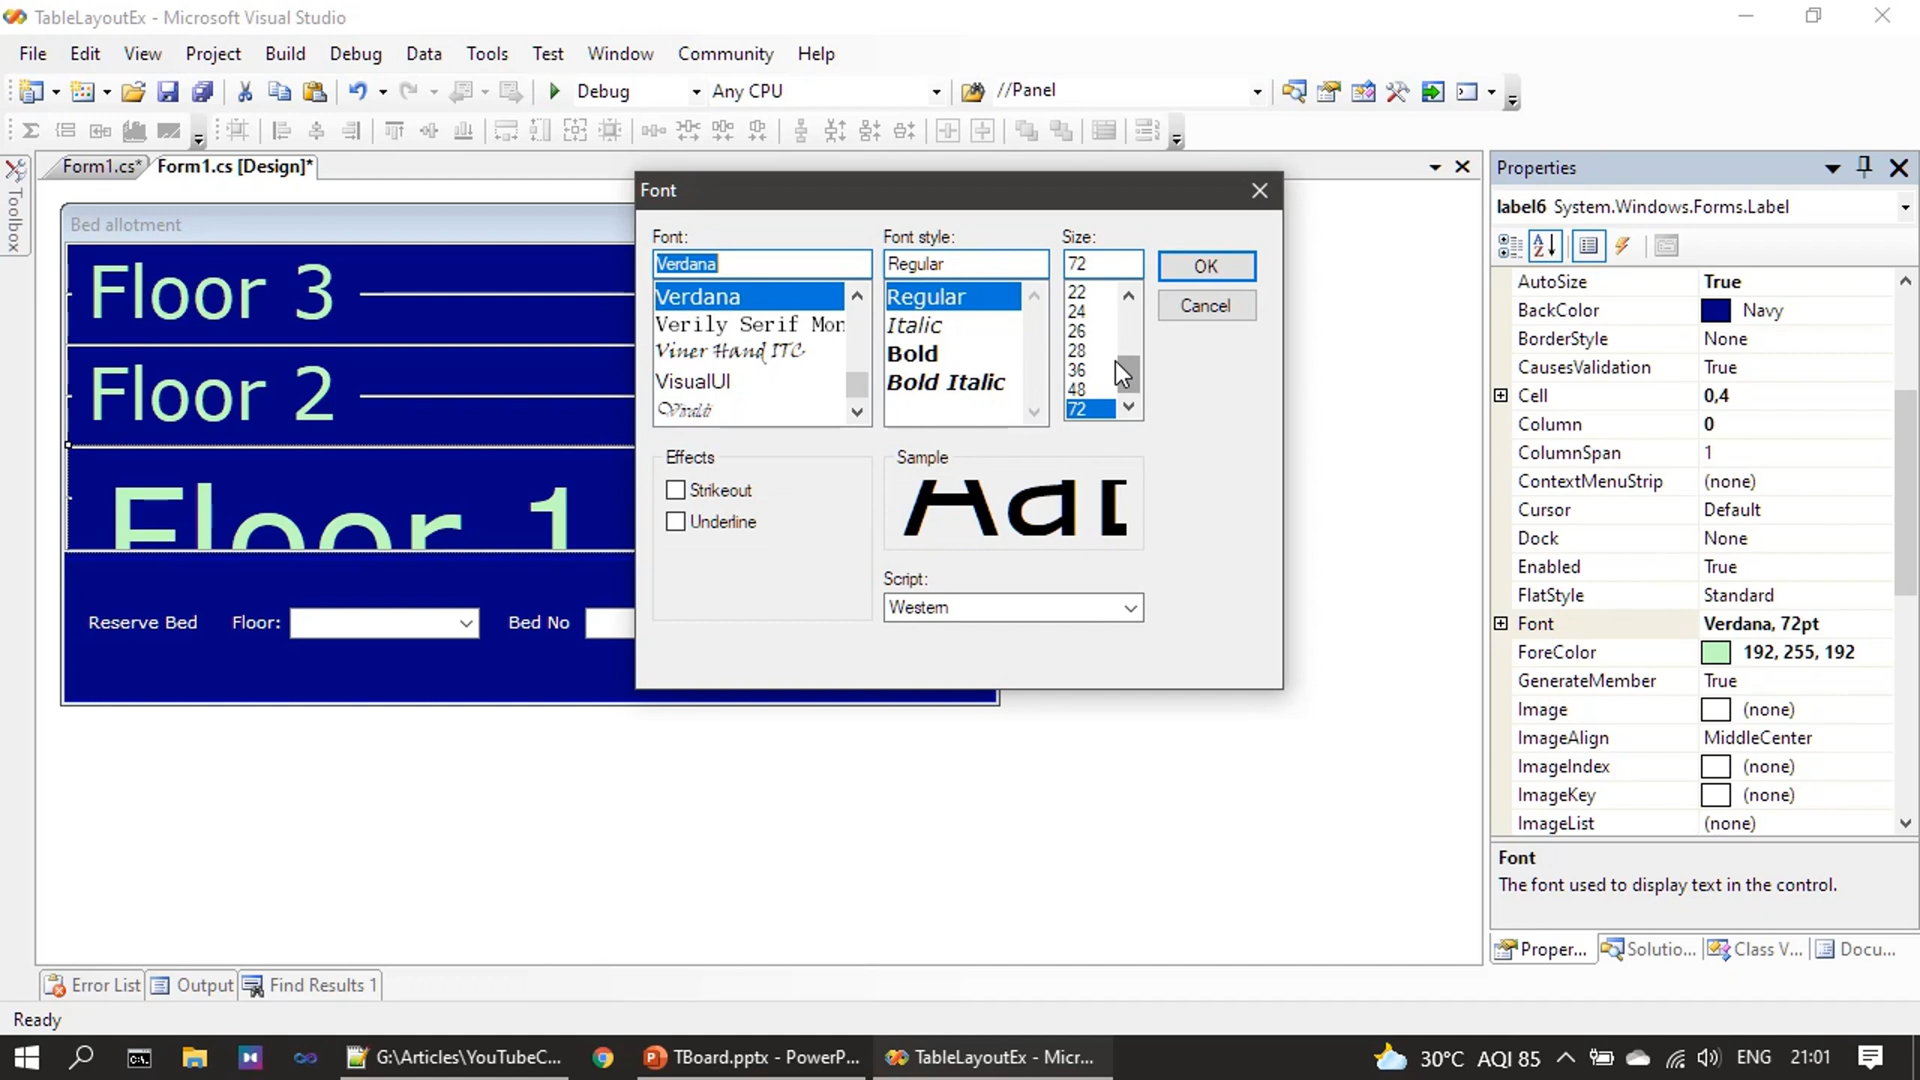 TableLayoutEx - Microsoft Visual Studio
File Edit View Project Build Debug Data Tools Test Window Community Help
Debug Any CPU //Panel
Form1.cs* Form1.cs [Design]*
Toolbox
Bed allotment
Floor 3
Floor 2
Floor 1
Reserve Bed Floor: Bed No
Font
Font: Font style: Size:
Verdana Regular 72
OK
Cancel
Verdana
Verily Serif Mon
Viner Hand ITC
VisualUI
Vivaldi
Regular
Italic
Bold
Bold Italic
22
24
26
28
36
48
72
Effects
Strikeout
Underline
Sample
Script:
Western
Properties
label6 System.Windows.Forms.Label
AutoSize True
BackColor Navy
BorderStyle None
CausesValidation True
Cell 0,4
Column 0
ColumnSpan 1
ContextMenuStrip (none)
Cursor Default
Dock None
Enabled True
FlatStyle Standard
Font Verdana, 72pt
ForeColor 192, 255, 192
GenerateMember True
Image (none)
ImageAlign MiddleCenter
ImageIndex (none)
ImageKey (none)
ImageList (none)
Font
The font used to display text in the control.
Proper... Solutio... Class V... Docu...
Error List Output Find Results 1
Ready
G:\Articles\YouTubeC... TBoard.pptx - PowerP... TableLayoutEx - Micr... 30°C AQI 85 ENG 21:01